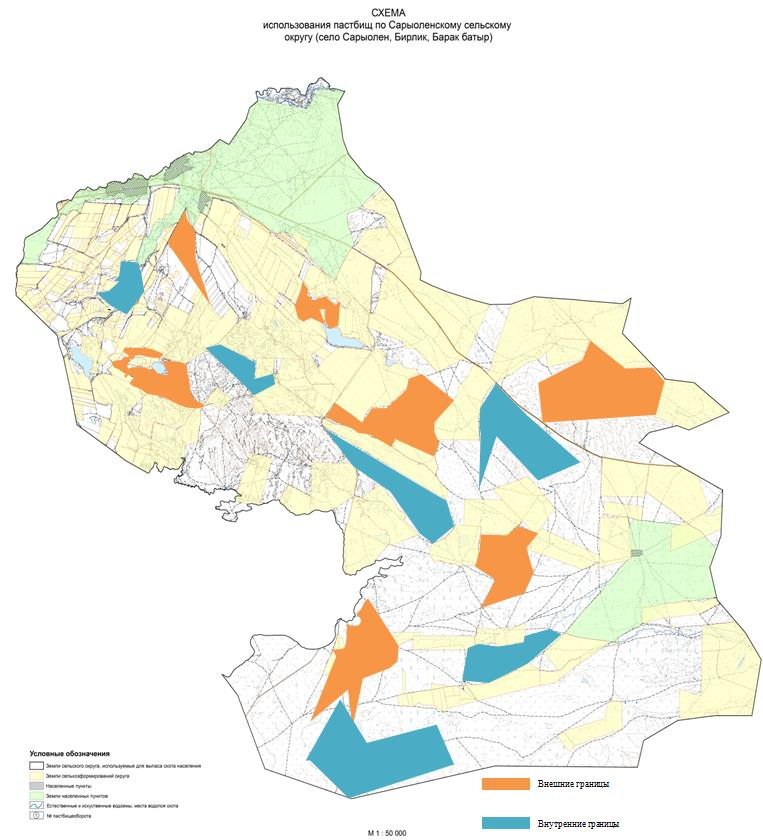 СХЕМА
использования пастбищ по Сарыоленскому сельскому
округу (село Сарыолен, Бирлик, Барак батыр)
Условные обозначения
Земли сельского округа, используемые для выпаса скота населения
Земли сельхозформирований округа
Населенные пункты
Земли населенных пунктов
Естественные и искуственные водоемы, места водопоя скота
1 № пастбищеоборота
М 1 : 50 000
Внешние границы
Внутренние границы